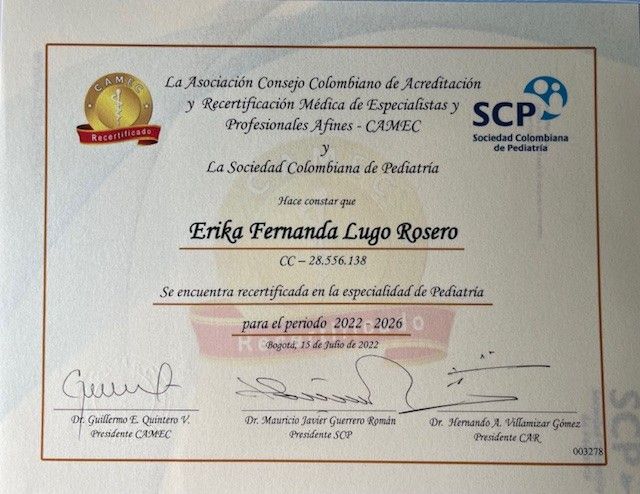 CAMEC
Recertificado
La Asociación Consejo Colombiano de Acreditación
y Recertificación Médica de Especialistas y
Profesionales Afines - CAMEC
y
La Sociedad Colombiana de Pediatría
SCP
Sociedad Colombiana
de Pediatría
Hace constar que
Erika Fernanda Lugo Rosero
CC – 28.556.138
Se encuentra recertificada en la especialidad de Pediatría
para el periodo 2022 - 2026
Recertificado
Bogotá, 15 de Julio de 2022
Dr. Guillermo E. Quintero V.
Presidente CAMEC
Dr. Mauricio Javier Guerrero Román
Presidente SCP
Dr. Hernando A. Villamizar Gómez
Presidente CAR
003278
SCP